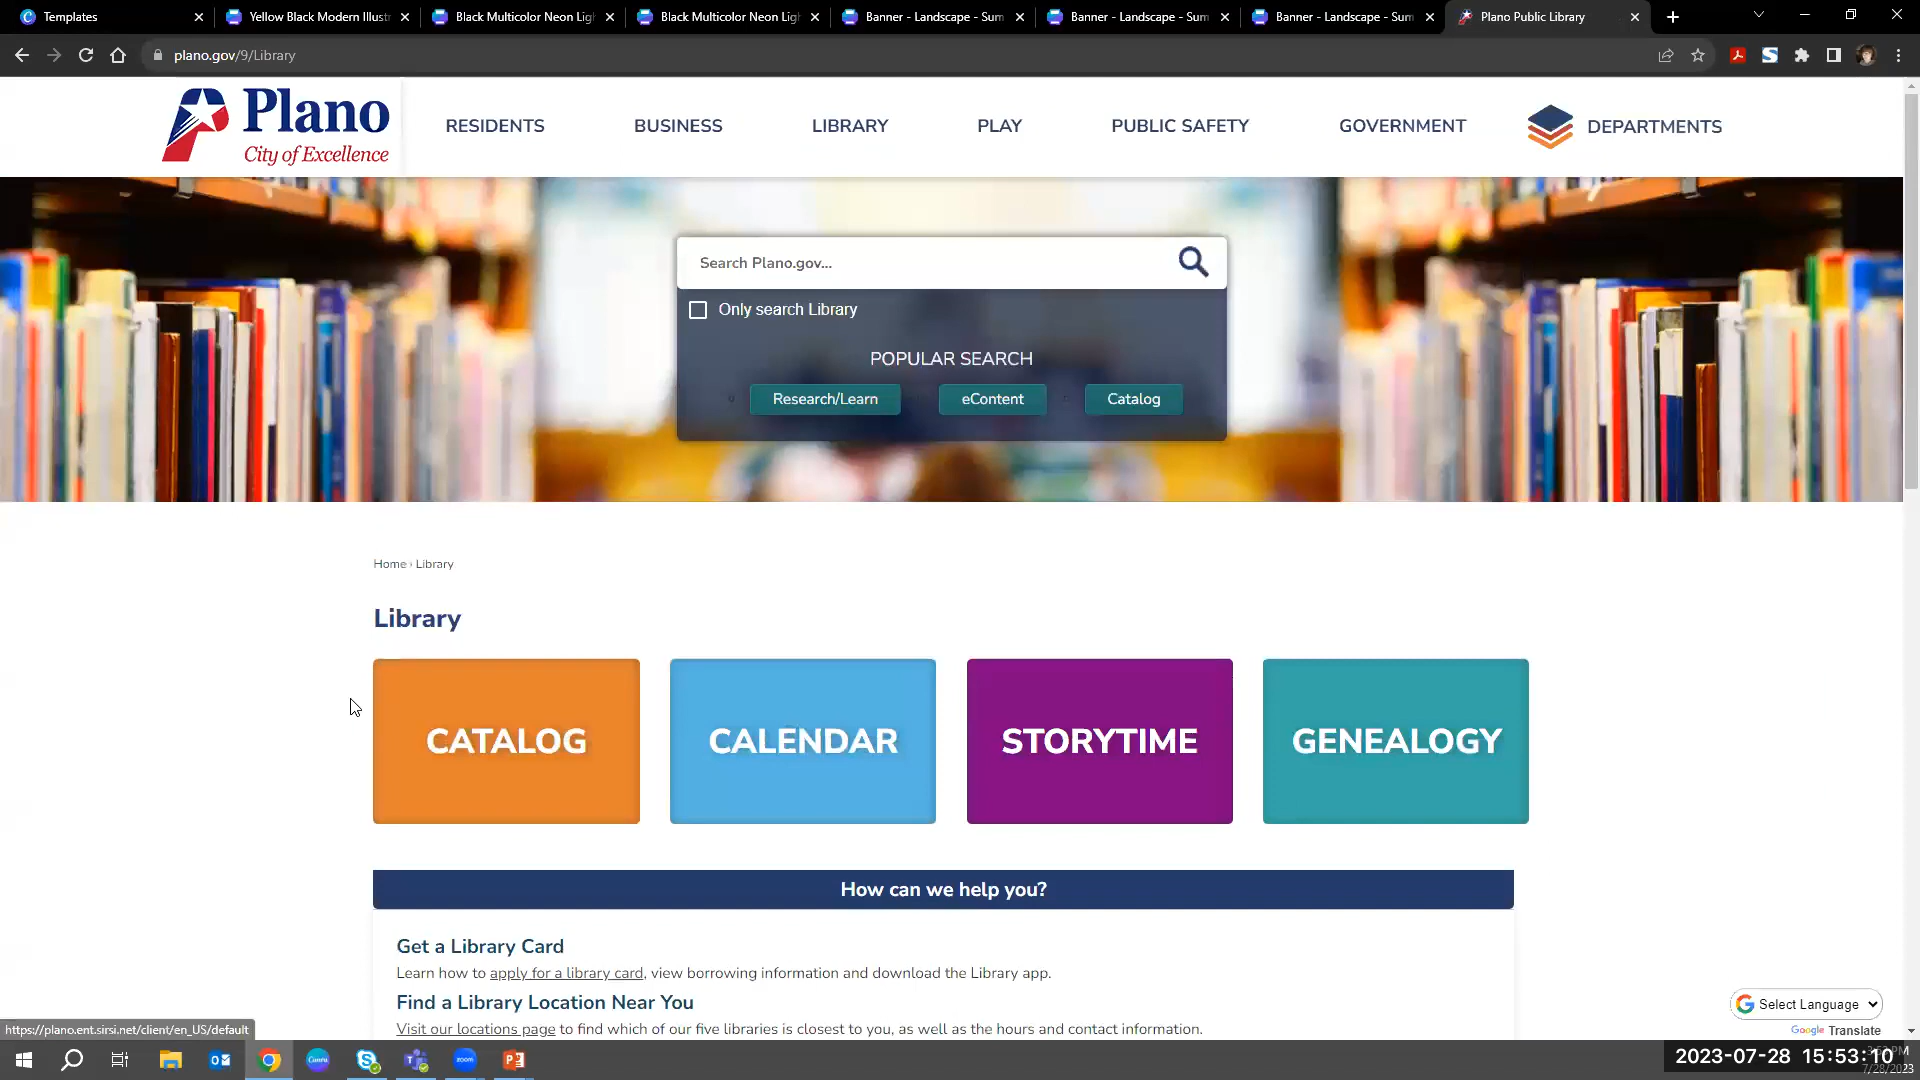 Templates
Yellow Black Modern Illustr
Black Multicolor Neon Ligh
Black Multicolor Neon Ligh
Banner - Landscape - Sum
Banner - Landscape - Sum
Banner - Landscape - Sum
Plano Public Library
plano.gov/9/Library
Plano
City of Excellence
RESIDENTS
BUSINESS
LIBRARY
PLAY
PUBLIC SAFETY
GOVERNMENT
DEPARTMENTS
Search Plano.gov...
Only search Library
POPULAR SEARCH
Research/Learn
eContent
Catalog
Home › Library
Library
CATALOG
CALENDAR
STORYTIME
GENEALOGY
How can we help you?
Get a Library Card
Learn how to apply for a library card, view borrowing information and download the Library app.
Find a Library Location Near You
Visit our locations page to find which of our five libraries is closest to you, as well as the hours and contact information.
Select Language
Google Translate
https://plano.ent.sirsi.net/client/en_US/default
2023-07-28 15:53:10
7/28/2023